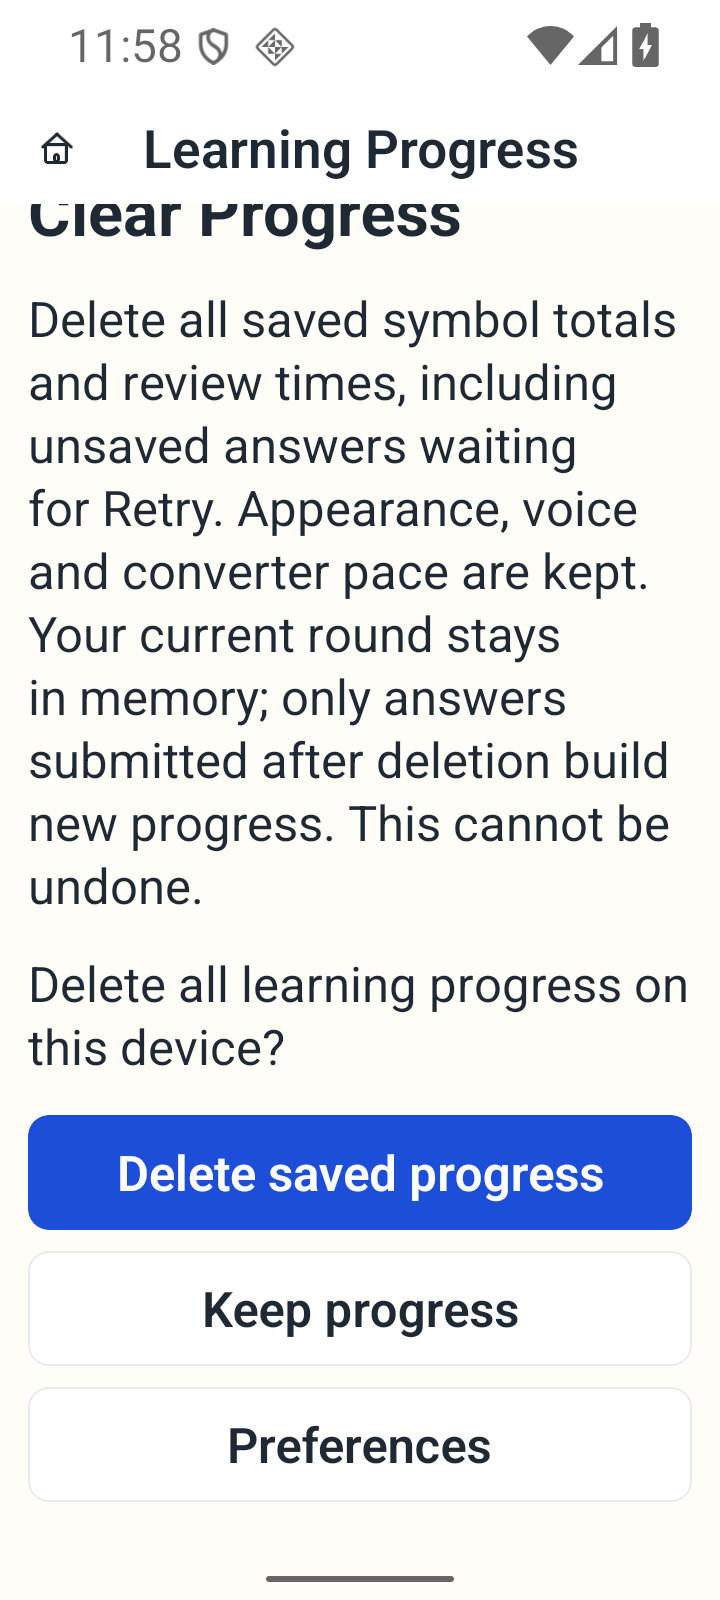 11:58
Learning Progress
Clear Progress
Delete all saved symbol totals
and review times, including
unsaved answers waiting
for Retry. Appearance, voice
and converter pace are kept.
Your current round stays
in memory; only answers
submitted after deletion build
new progress. This cannot be
undone.
Delete all learning progress on
this device?
Delete saved progress
Keep progress
Preferences